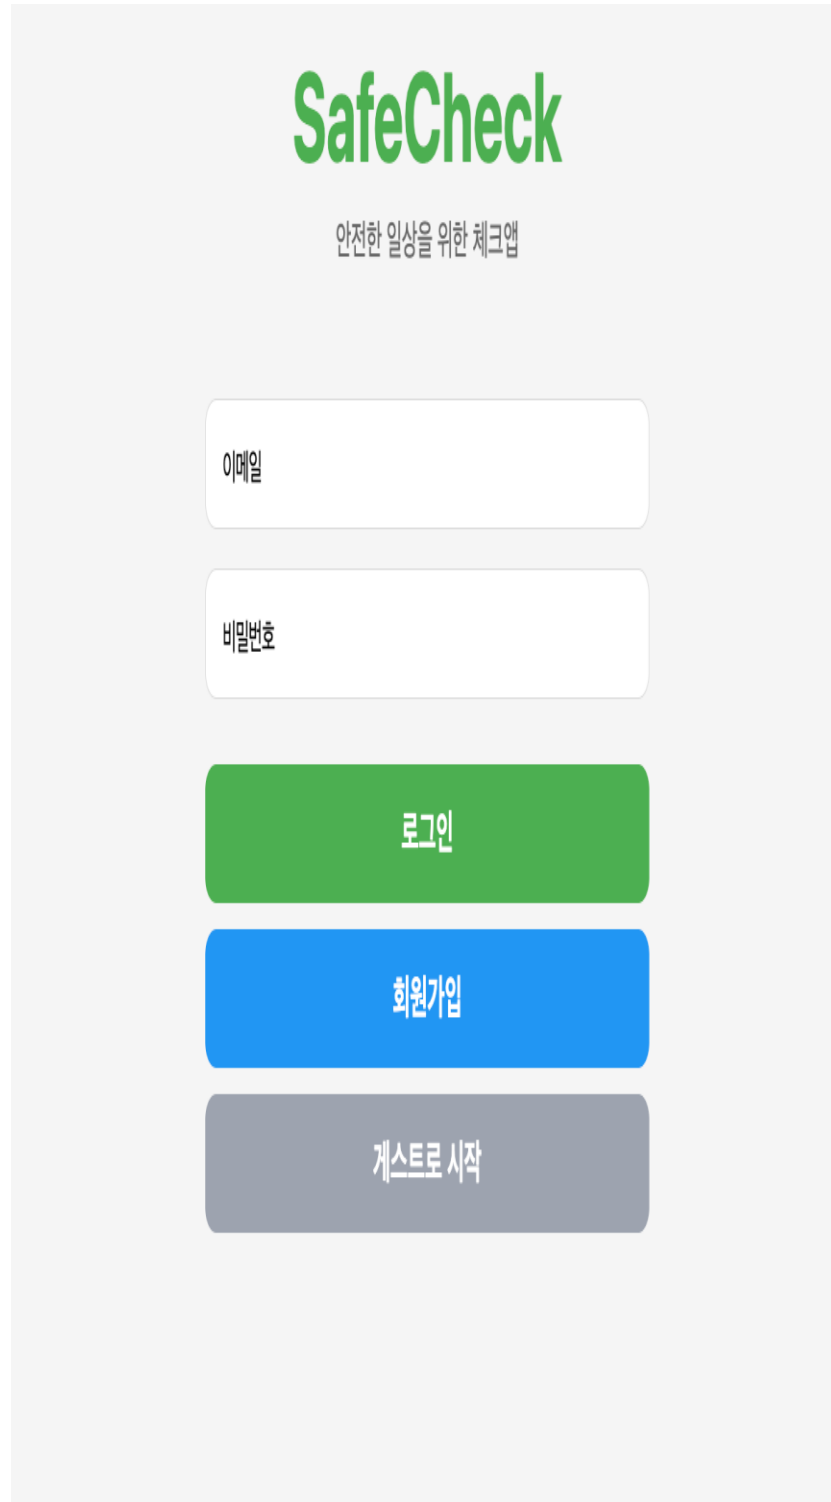 SafeCheck
안전한 일상을 위한 체크앱
이메일
비밀번호
로그인
회원가입
게스트로 시작